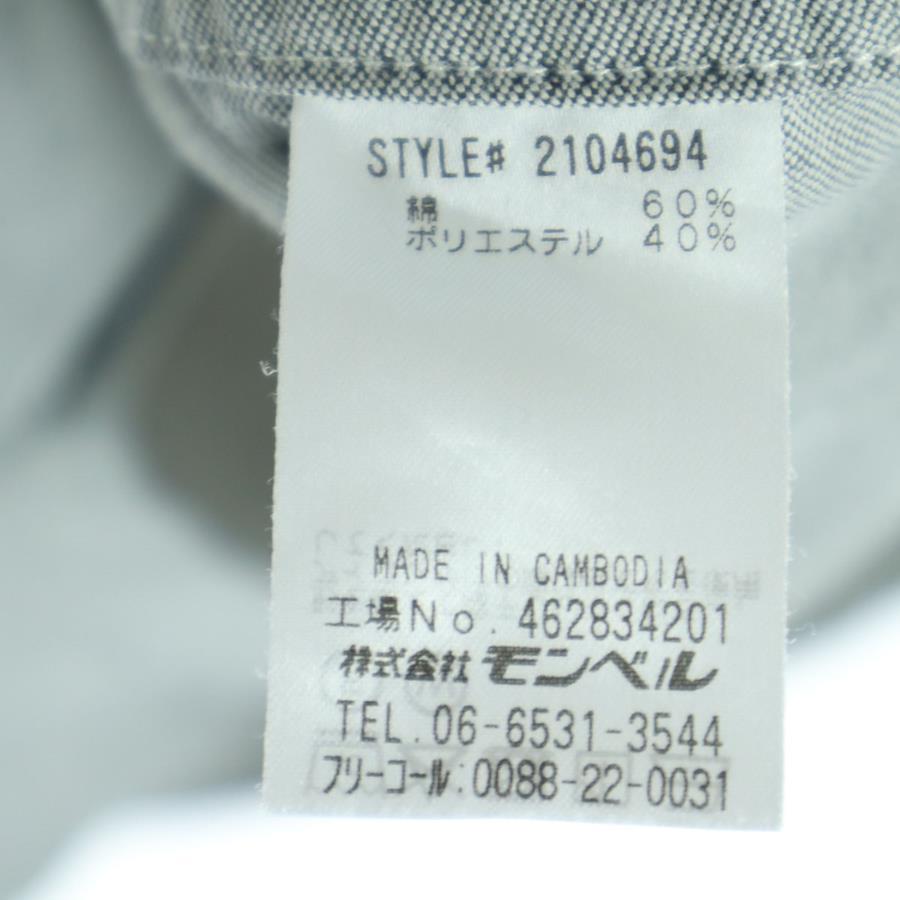 STYLE# 2104694
綿 60%
ポリエステル 40%
MADE IN CAMBODIA
工場No. 462834201
株式会社 モンベル
TEL. 06-6531-3544
フリーコール:0088-22-0031